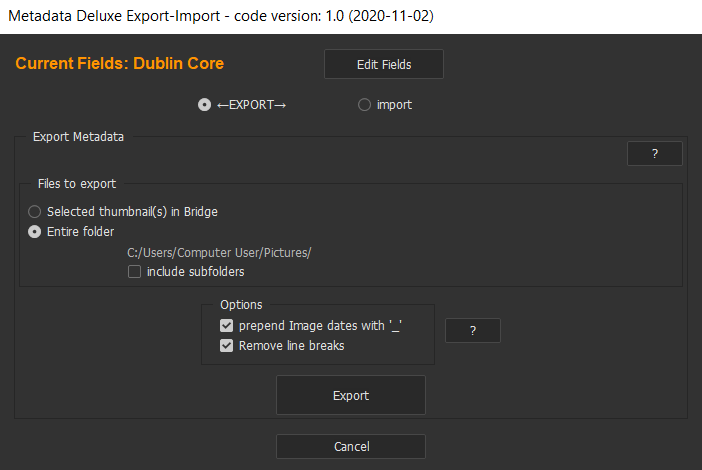 Metadata Deluxe Export-Import - code version: 1.0 (2020-11-02)
Current Fields: Dublin Core
Edit Fields
←EXPORT→
import
Export Metadata
?
Files to export
Selected thumbnail(s) in Bridge
Entire folder
C:/Users/Computer User/Pictures/
include subfolders
Options
prepend Image dates with '_'
?
Remove line breaks
Export
Cancel